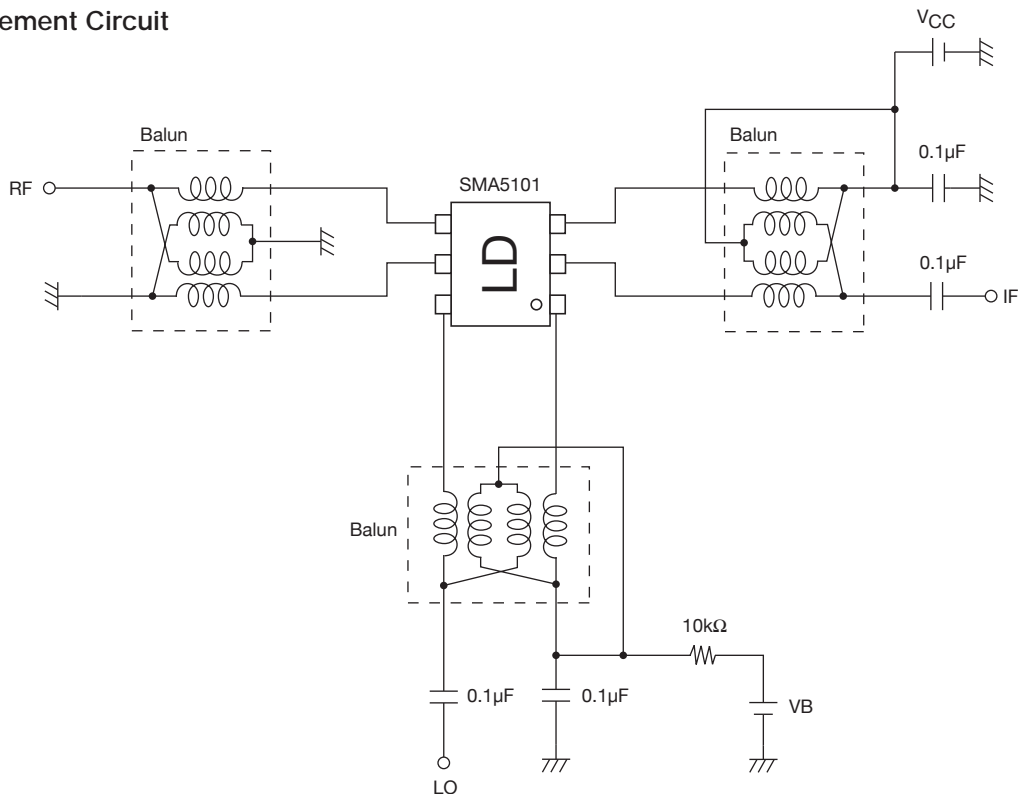 ement Circuit
VCC
Balun
Balun
0.1µF
RF
SMA5101
LD
0.1µF
IF
Balun
10kΩ
0.1µF
0.1µF
VB
LO